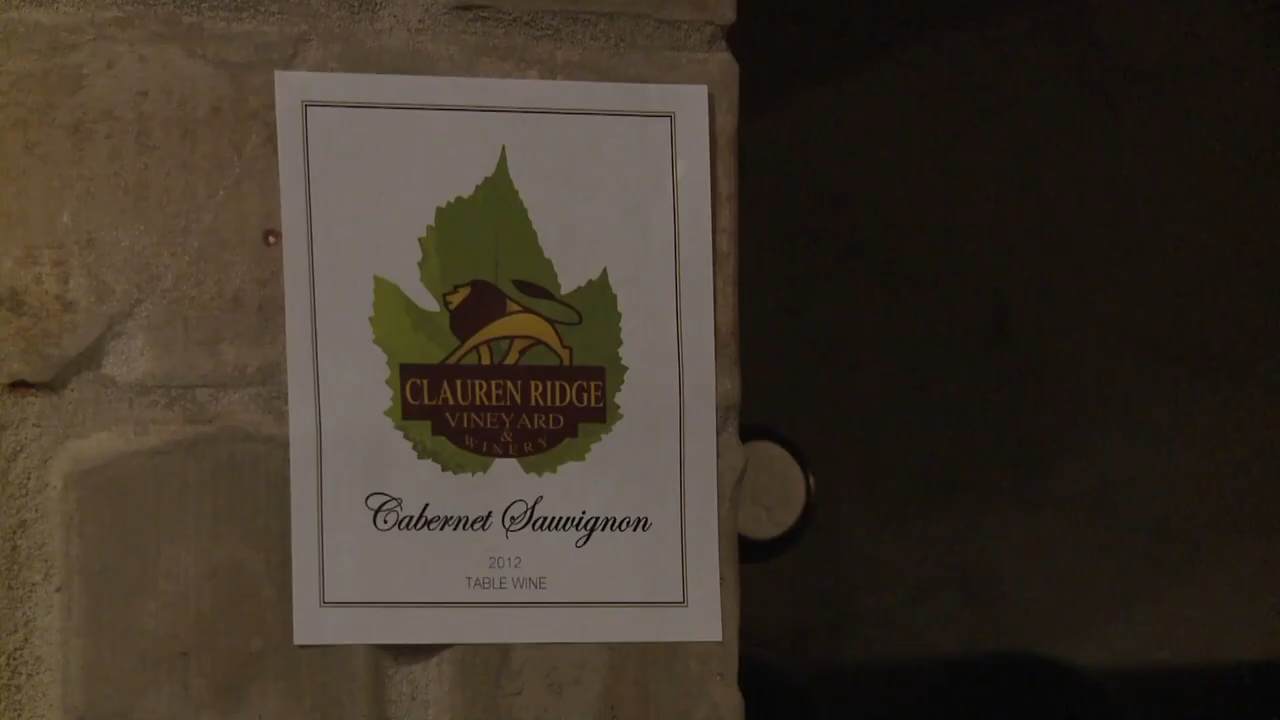 CLAUREN RIDGE
VINEYARD
&
WINERY
Cabernet Sauvignon
2012
TABLE WINE